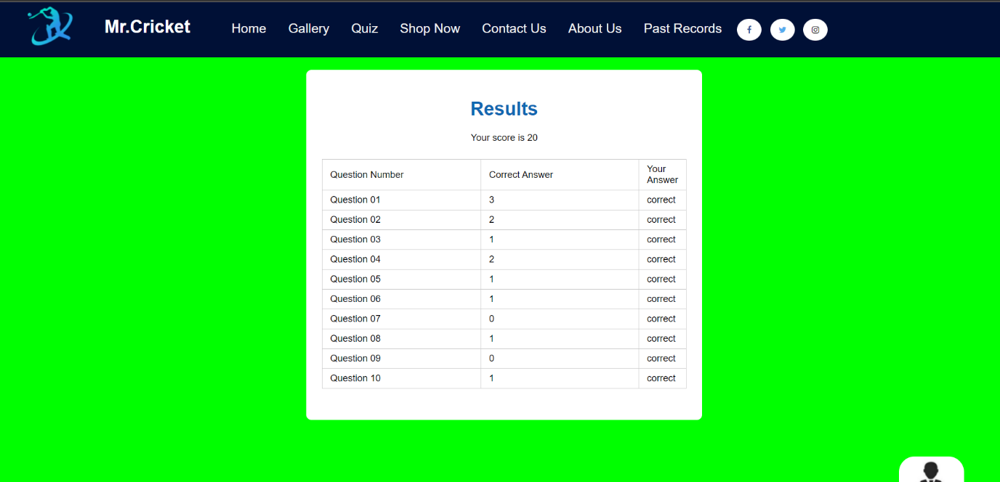 Mr.Cricket Home Gallery Quiz Shop Now Contact Us About Us Past Records
Results
Your score is 20
Question Number Correct Answer Your Answer
Question 01 3 correct
Question 02 2 correct
Question 03 1 correct
Question 04 2 correct
Question 05 1 correct
Question 06 1 correct
Question 07 0 correct
Question 08 1 correct
Question 09 0 correct
Question 10 1 correct